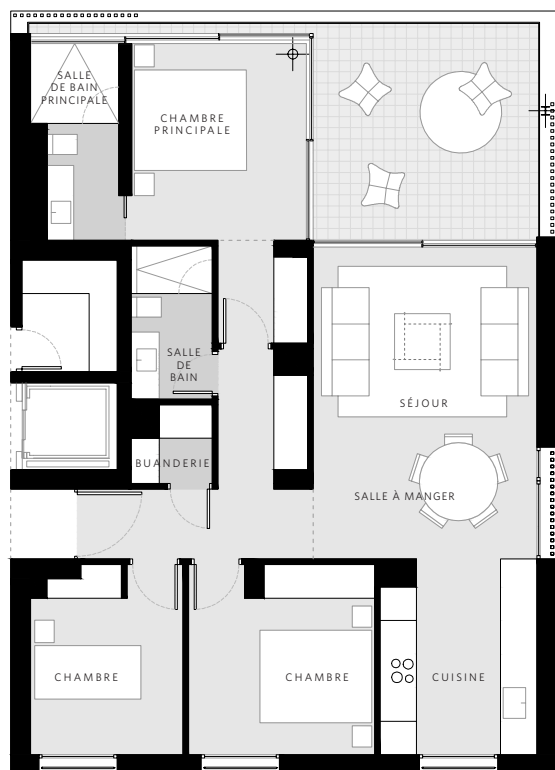 SALLE
DE BAIN
PRINCIPALE
CHAMBRE
PRINCIPALE
SALLE
DE
BAIN
SÉJOUR
BUANDERIE
SALLE À MANGER
CHAMBRE
CHAMBRE
CUISINE